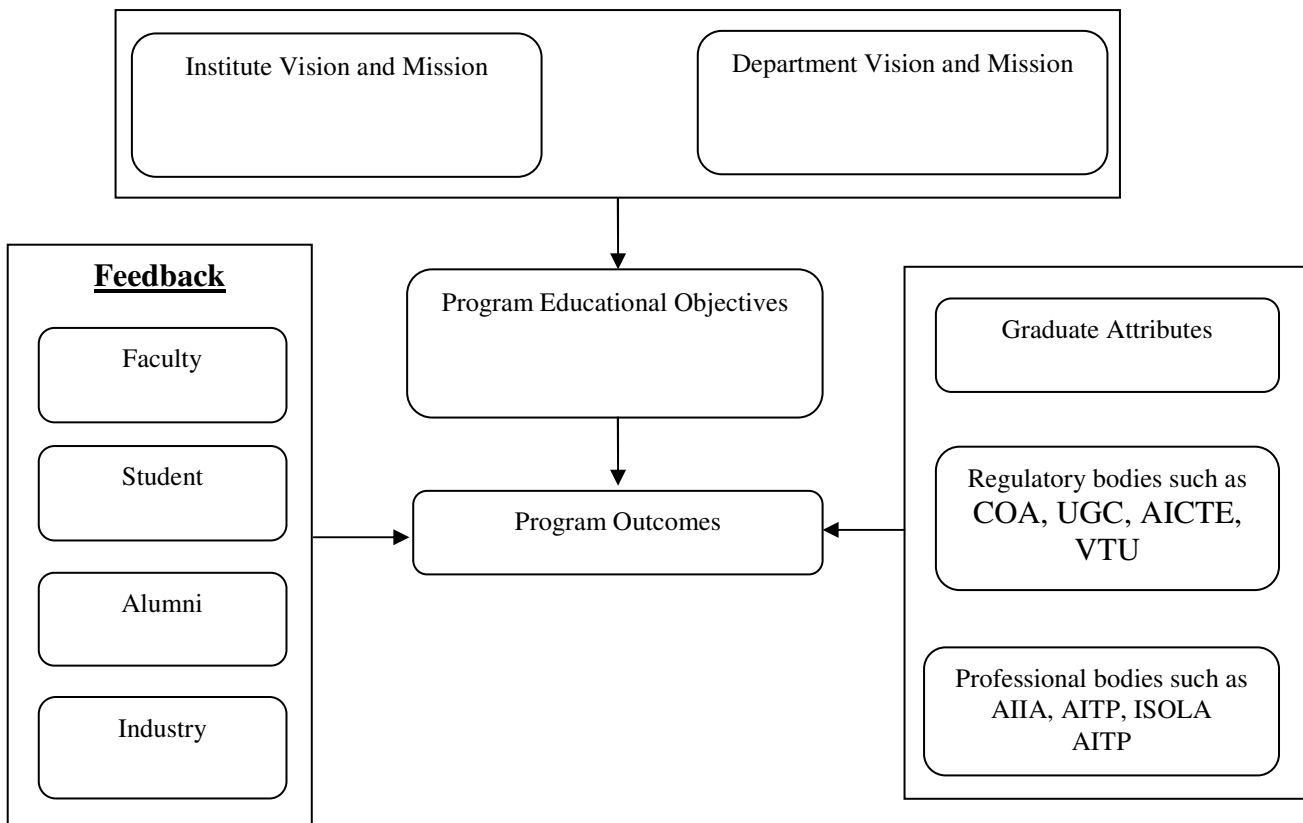 Institute Vision and Mission
Department Vision and Mission
Feedback
Faculty
Student
Alumni
Industry
Program Educational Objectives
Program Outcomes
Graduate Attributes
Regulatory bodies such as
COA, UGC, AICTE,
VTU
Professional bodies such as
AIIA, AITP, ISOLA
AITP